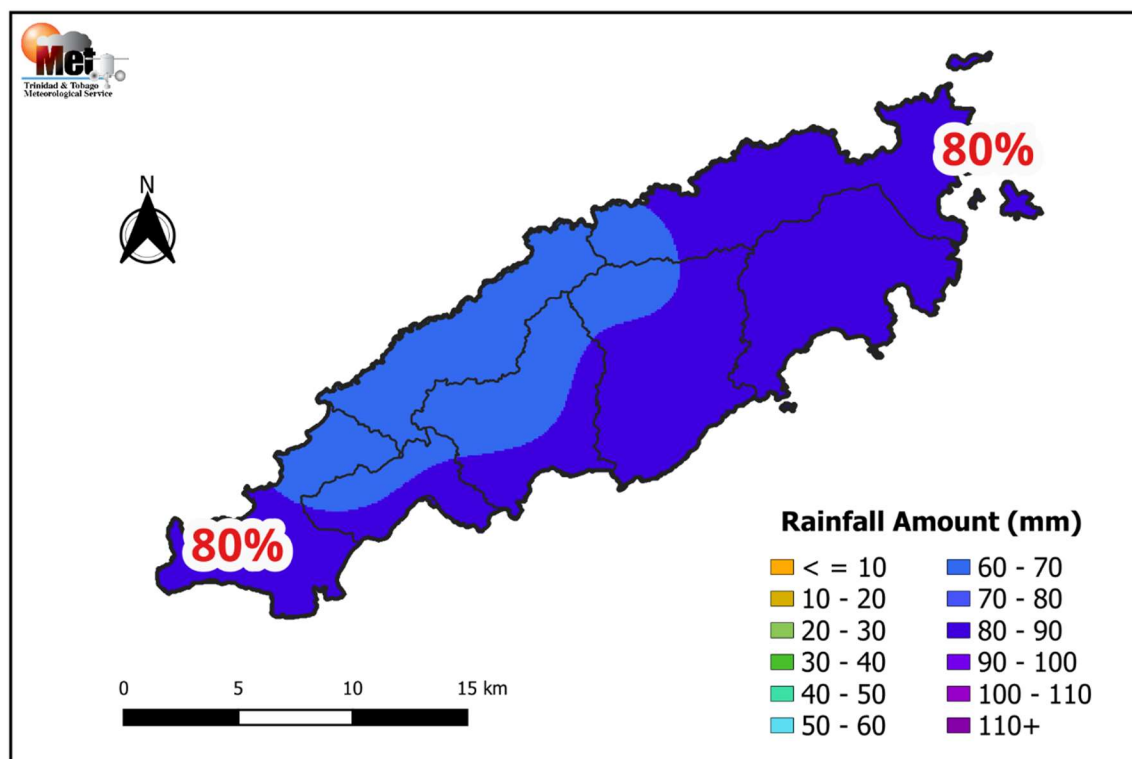 Met
Trinidad & Tobago
Meteorological Service
80%
N
80%
Rainfall Amount (mm)
< = 10
10 - 20
20 - 30
30 - 40
40 - 50
50 - 60
60 - 70
70 - 80
80 - 90
90 - 100
100 - 110
110+
0 5 10 15 km